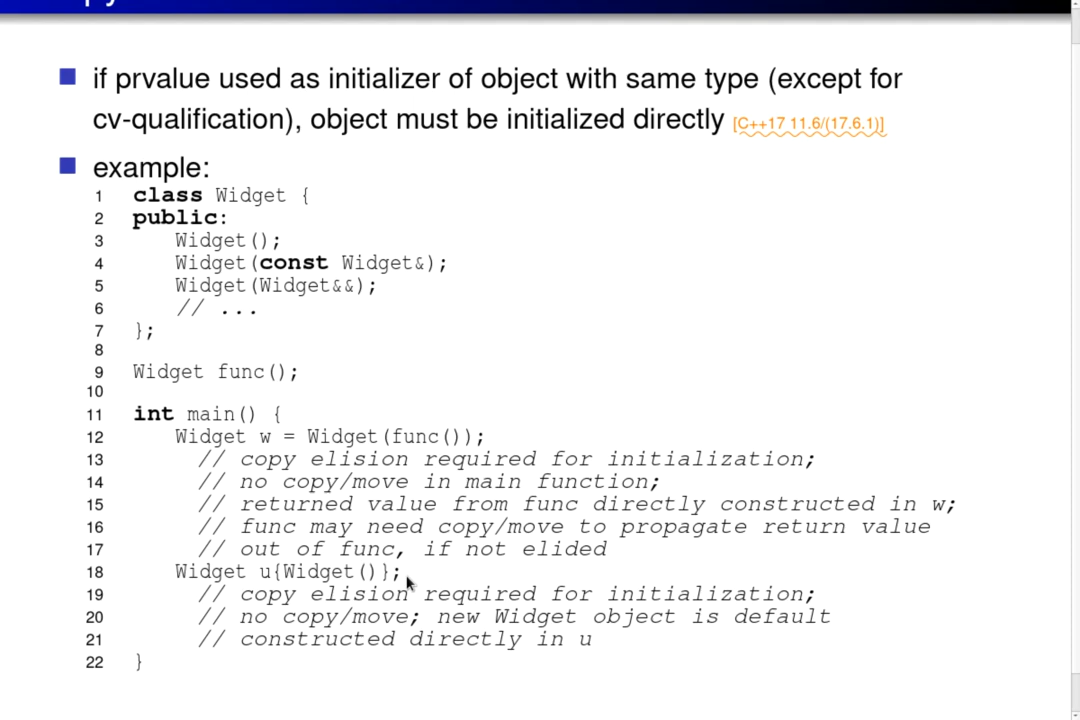 if prvalue used as initializer of object with same type (except for
cv-qualification), object must be initialized directly [C++17 11.6/(17.6.1)]
example:
1 class Widget {
2 public:
3 Widget();
4 Widget(const Widget&);
5 Widget(Widget&&);
6 // ...
7 };
8
9 Widget func();
10
11 int main() {
12 Widget w = Widget(func());
13 // copy elision required for initialization;
14 // no copy/move in main function;
15 // returned value from func directly constructed in w;
16 // func may need copy/move to propagate return value
17 // out of func, if not elided
18 Widget u{Widget()};
19 // copy elision required for initialization;
20 // no copy/move; new Widget object is default
21 // constructed directly in u
22 }